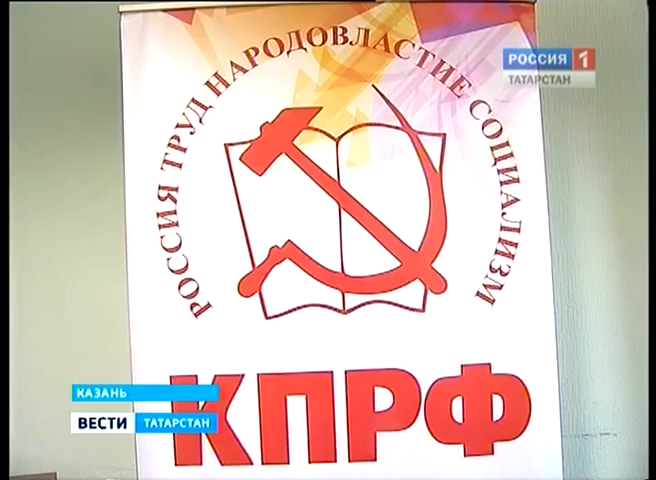 РОССИЯ 1
ТАТАРСТАН
РОССИЯ ТРУД НАРОДОВЛАСТИЕ СОЦИАЛИЗМ
КПРФ
КАЗАНЬ
ВЕСТИ ТАТАРСТАН